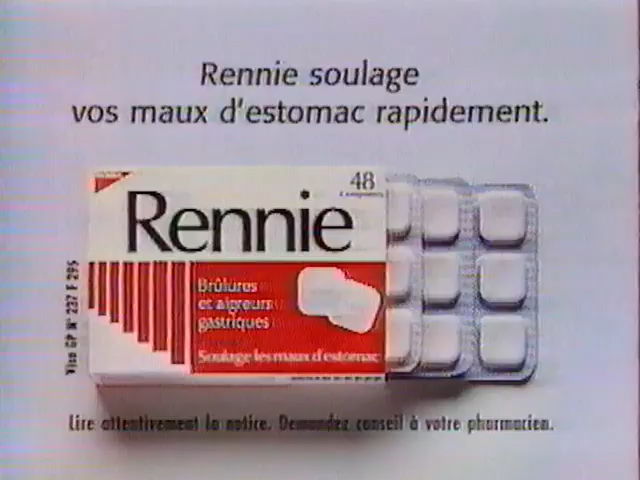 Rennie soulage
vos maux d'estomac rapidement.
48
Comprimés
Rennie
Brûlures
et aigreurs
gastriques
Soulage les maux d'estomac
Visa GP N° 237 F 295
Lire attentivement la notice. Demandez conseil à votre pharmacien.